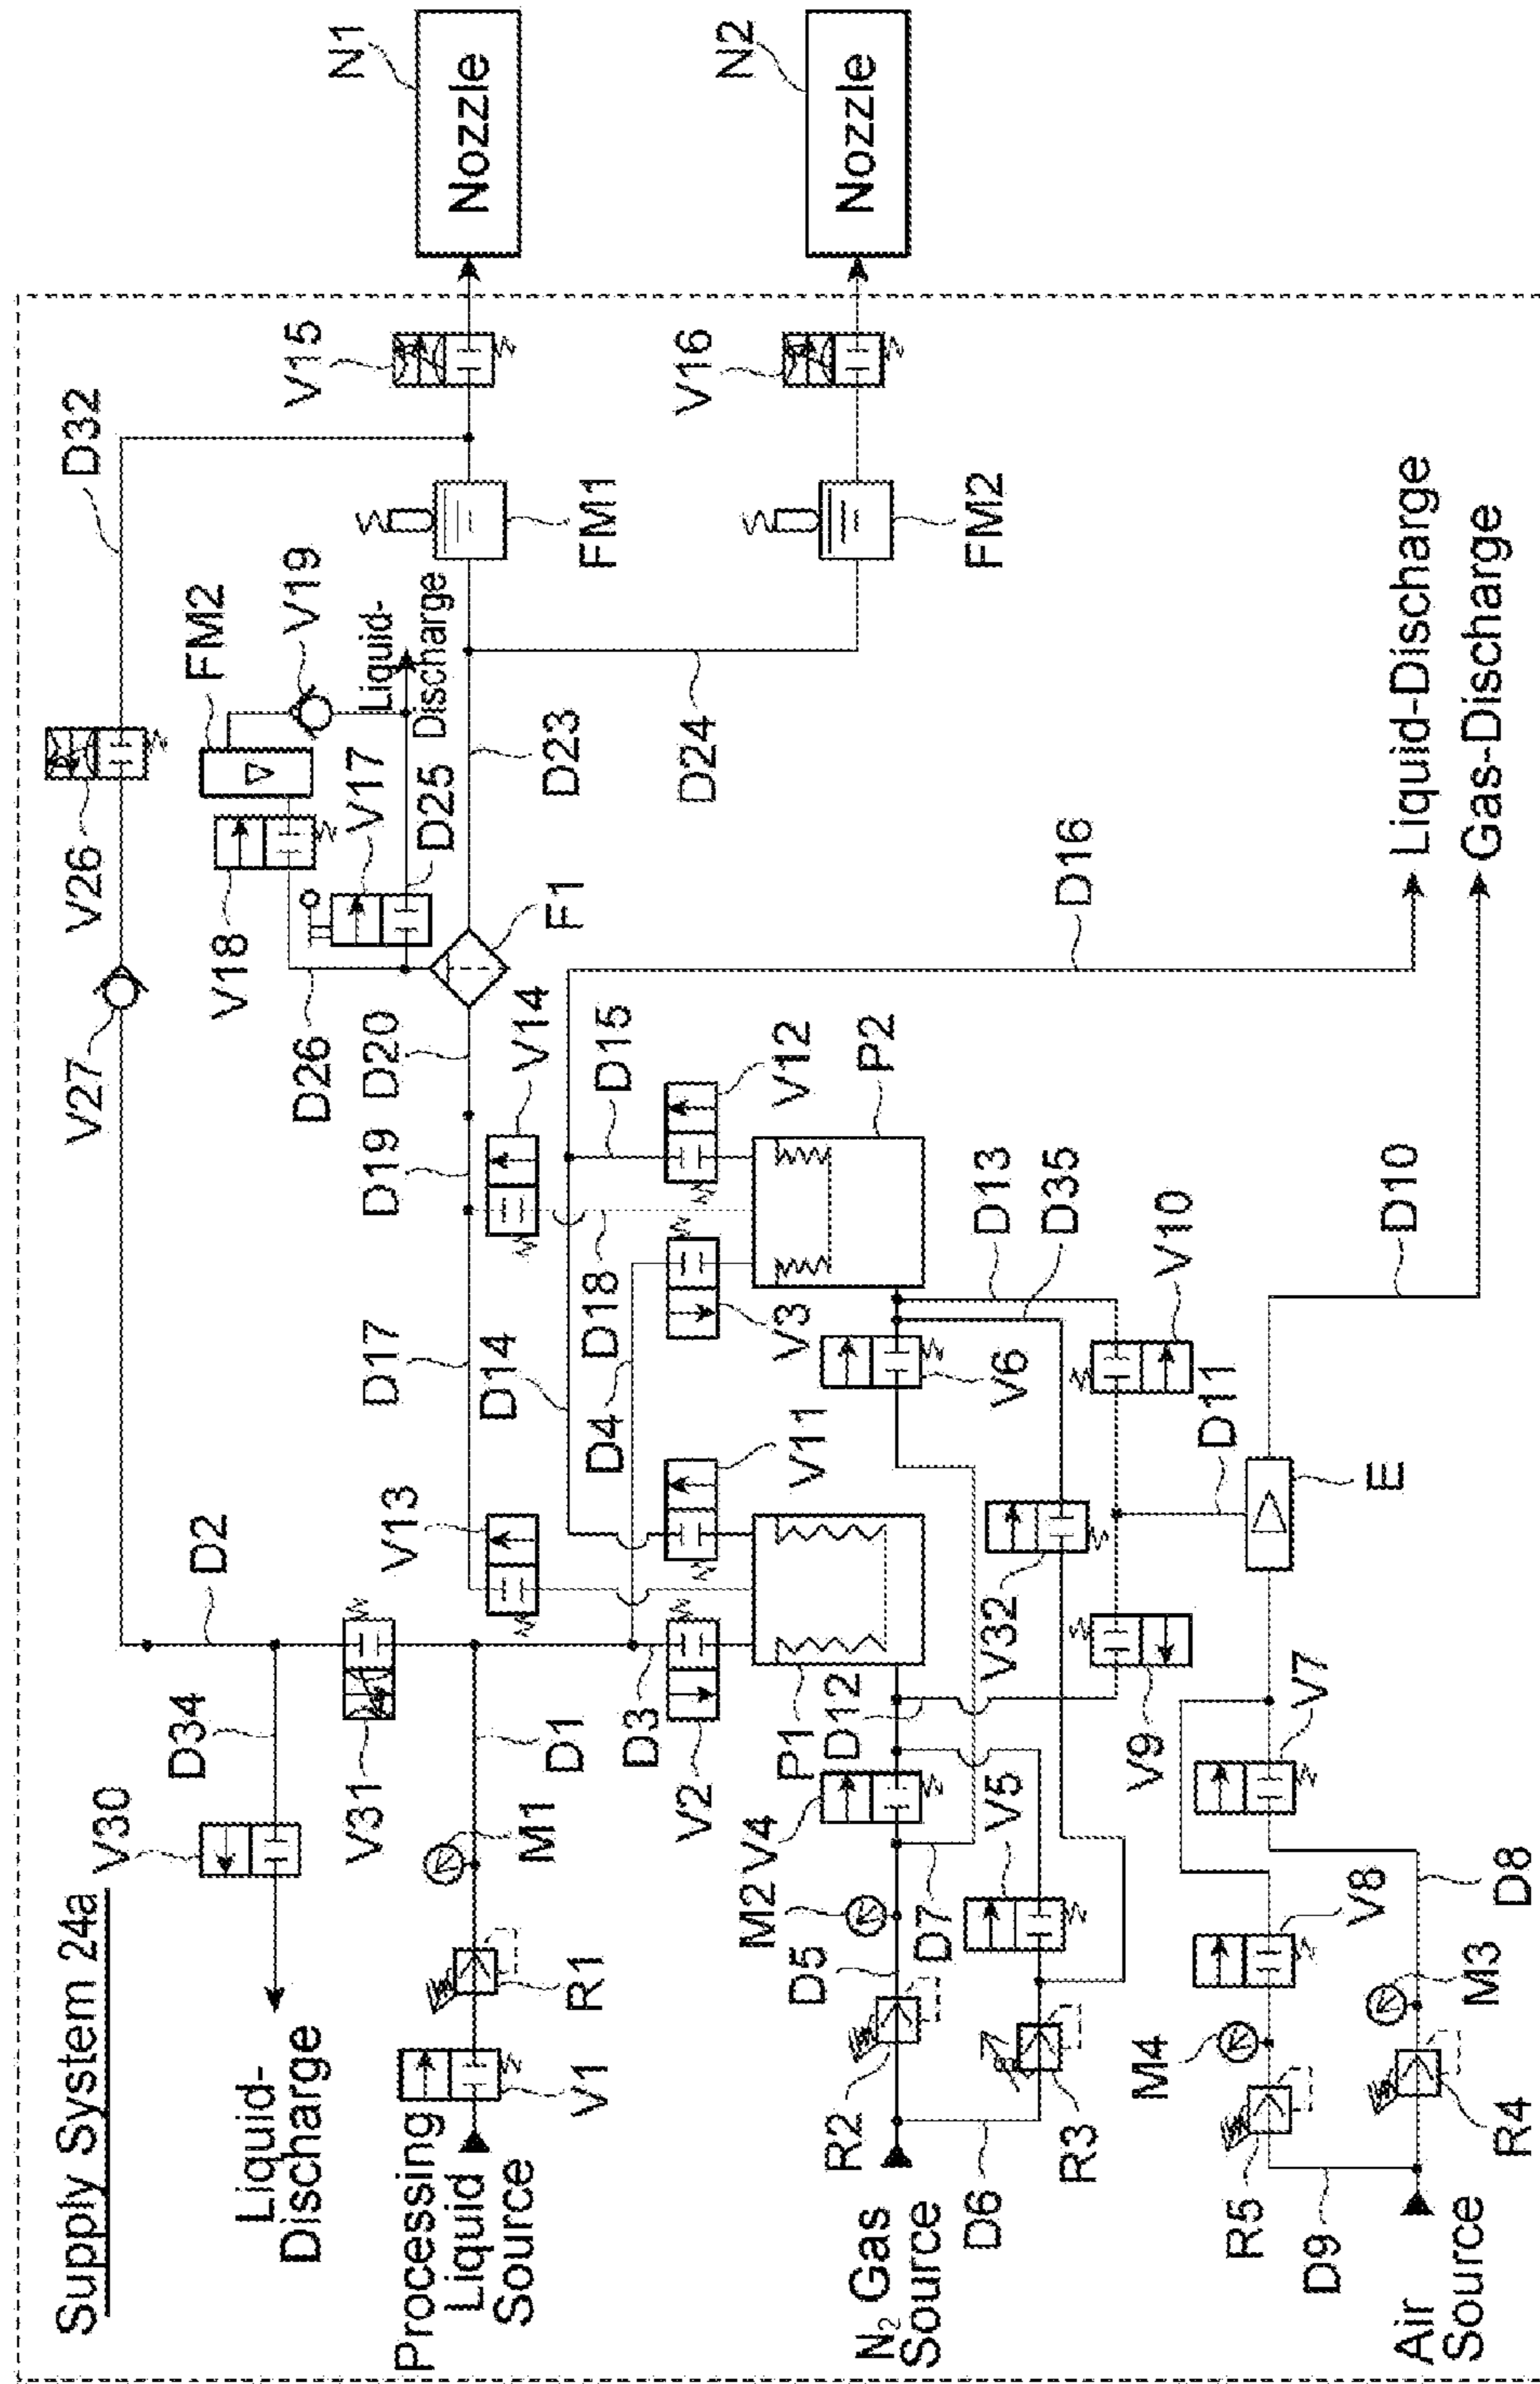 Supply System 24a
V30
D34
D2
V27
V26
D32
Liquid-
Discharge
V31
V13
D17
D14
D19
D20
D26
V18
FM2
V19
V17
D25
Liquid-
Discharge
V15
N1
Nozzle
Processing
Liquid
Source
V1
R1
M1
D1
D3
V2
D4
V11
D18
V3
V14
D15
V12
P2
F1
D23
FM1
D24
FM2
V16
N2
Nozzle
N₂ Gas
Source
R2
D5
M2
V4
D12
P1
D7
V5
V32
V6
D13
D35
V10
D11
D16
D6
R3
V9
E
D10
Liquid-Discharge
Gas-Discharge
Air
Source
D9
R5
M4
V8
V7
R4
M3
D8